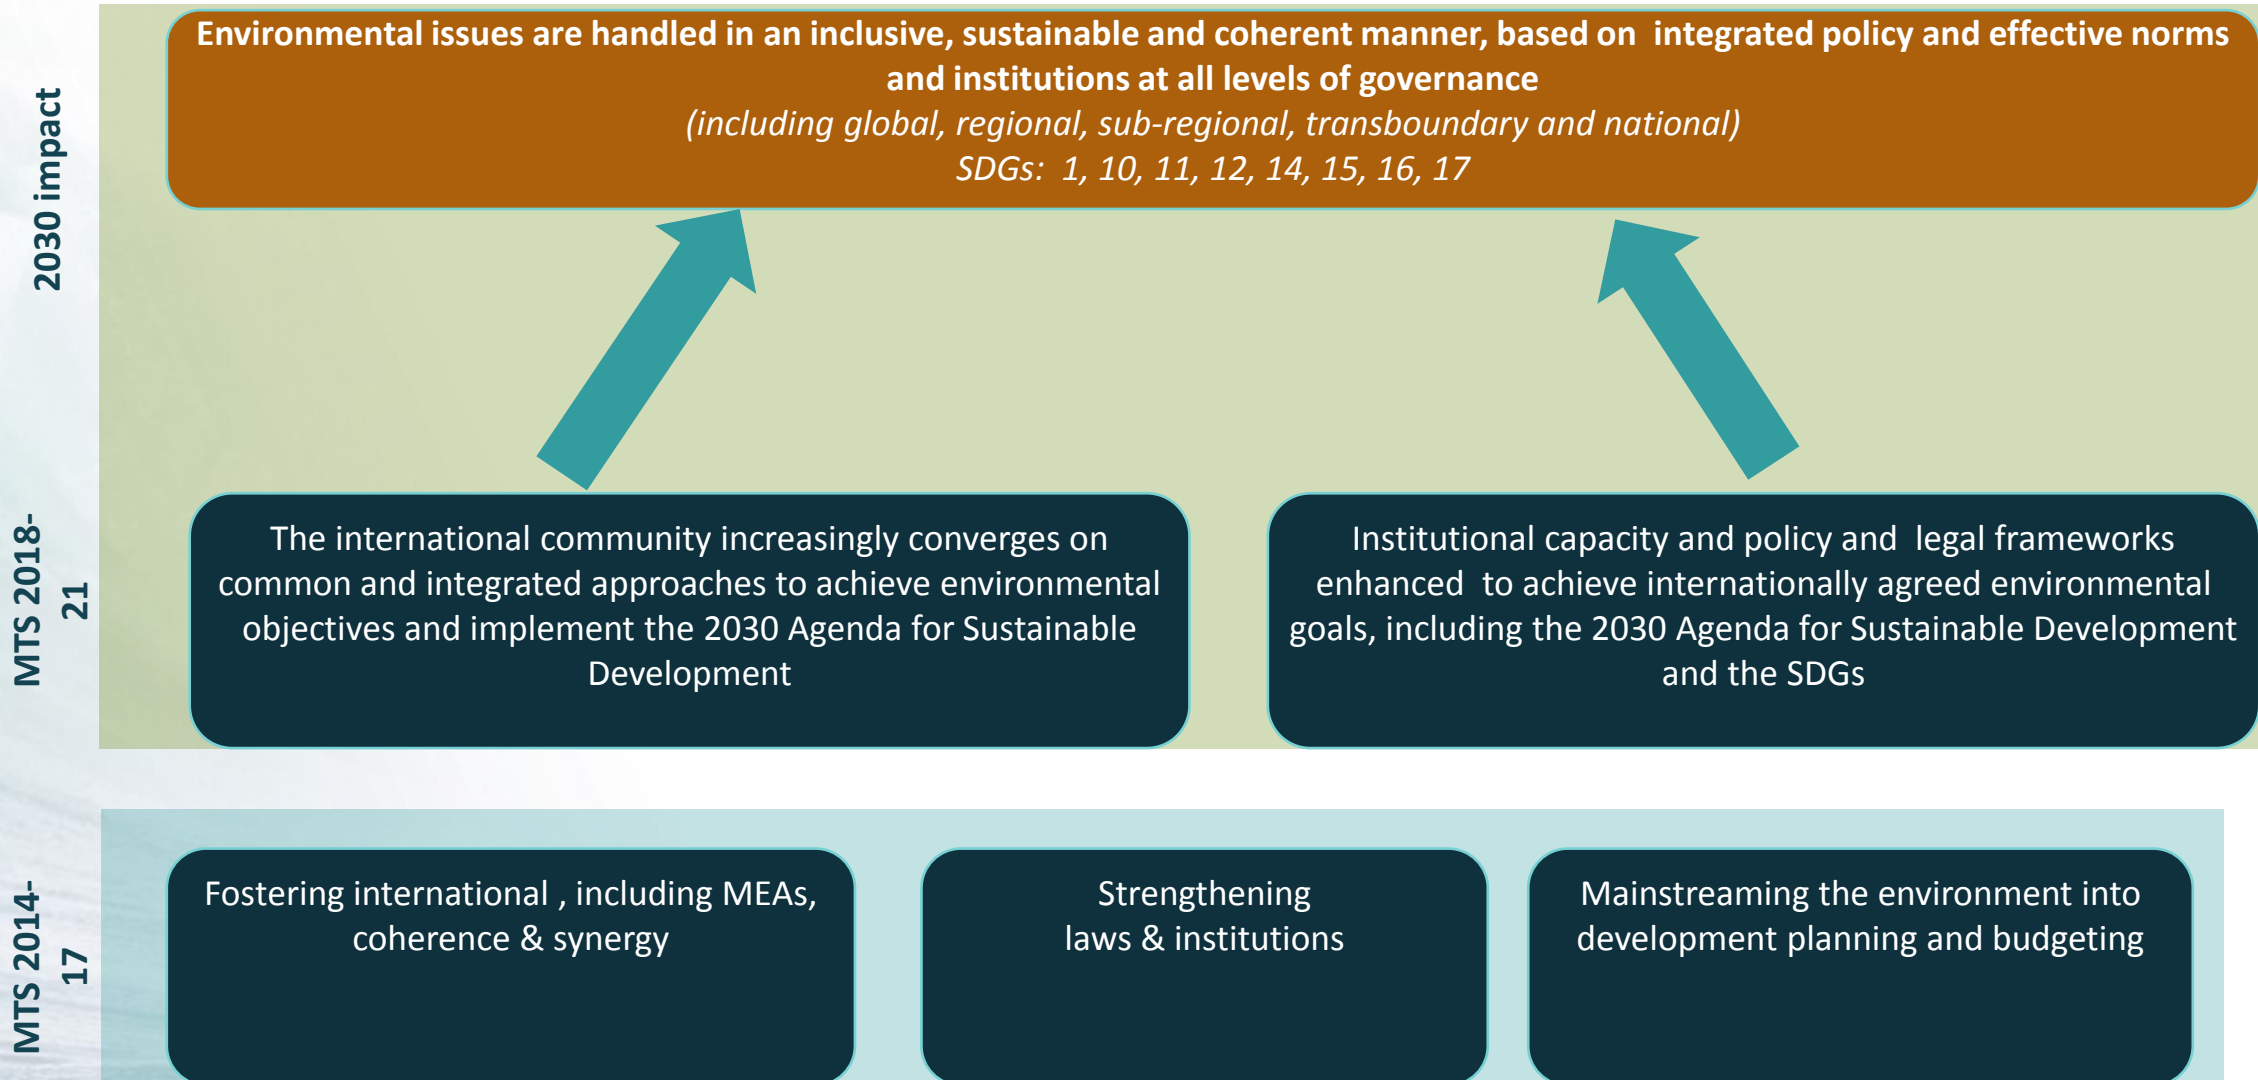 2030 impact
Environmental issues are handled in an inclusive, sustainable and coherent manner, based on integrated policy and effective norms
and institutions at all levels of governance
(including global, regional, sub-regional, transboundary and national)
SDGs: 1, 10, 11, 12, 14, 15, 16, 17
MTS 2018-
21
The international community increasingly converges on
common and integrated approaches to achieve environmental
objectives and implement the 2030 Agenda for Sustainable
Development
Institutional capacity and policy and legal frameworks
enhanced to achieve internationally agreed environmental
goals, including the 2030 Agenda for Sustainable Development
and the SDGs
MTS 2014-
17
Fostering international , including MEAs,
coherence & synergy
Strengthening
laws & institutions
Mainstreaming the environment into
development planning and budgeting